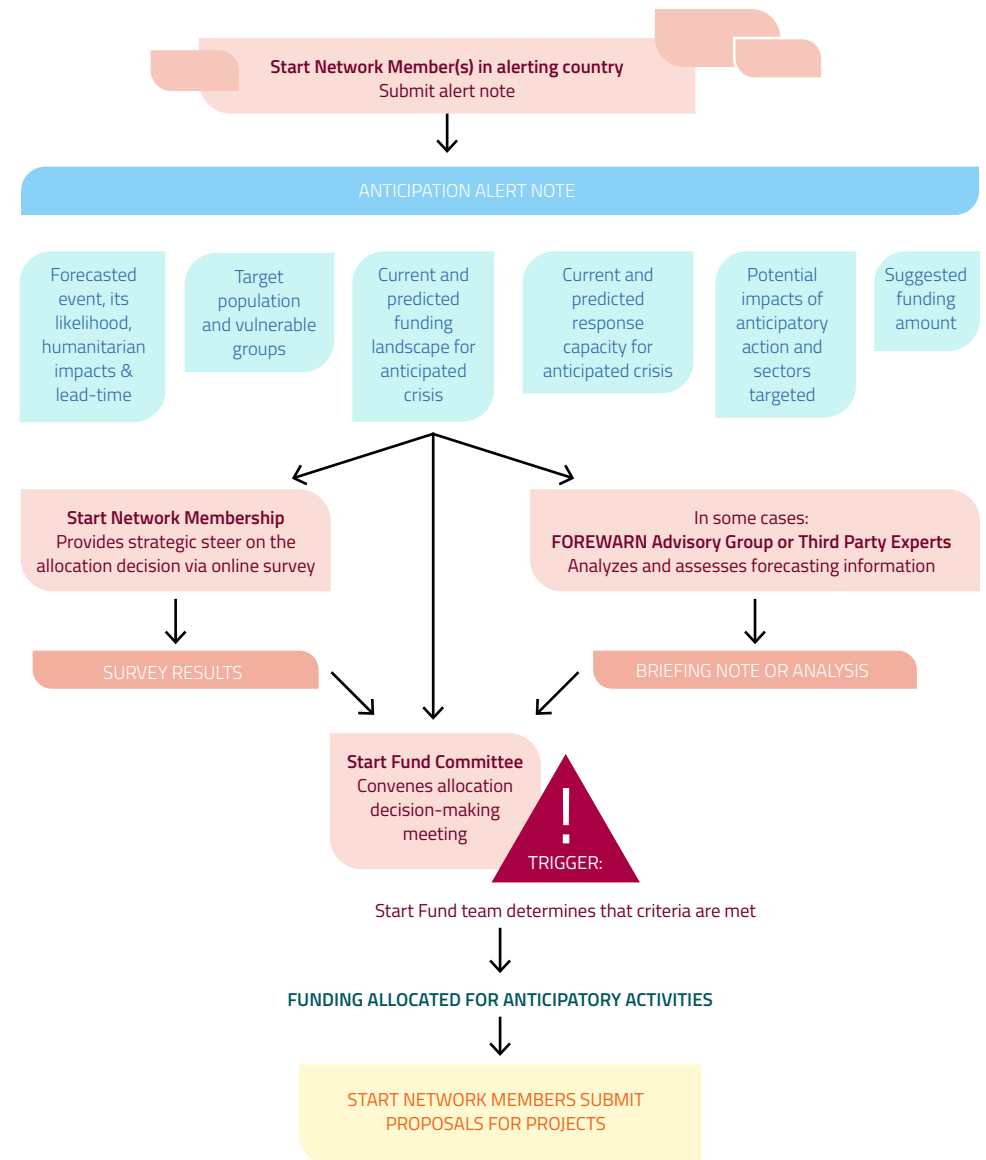 Start Network Member(s) in alerting country
Submit alert note
ANTICIPATION ALERT NOTE
Forecasted
event, its
likelihood,
humanitarian
impacts &
lead-time
Target
population
and vulnerable
groups
Current and
predicted
funding
landscape for
anticipated
crisis
Current and
predicted
response
capacity for
anticipated crisis
Potential
impacts of
anticipatory
action and
sectors
targeted
Suggested
funding
amount
Start Network Membership
Provides strategic steer on the
allocation decision via online survey
In some cases:
FOREWARN Advisory Group or Third Party Experts
Analyzes and assesses forecasting information
SURVEY RESULTS
BRIEFING NOTE OR ANALYSIS
Start Fund Committee
Convenes allocation
decision-making
meeting
!
TRIGGER:
Start Fund team determines that criteria are met
FUNDING ALLOCATED FOR ANTICIPATORY ACTIVITIES
START NETWORK MEMBERS SUBMIT
PROPOSALS FOR PROJECTS